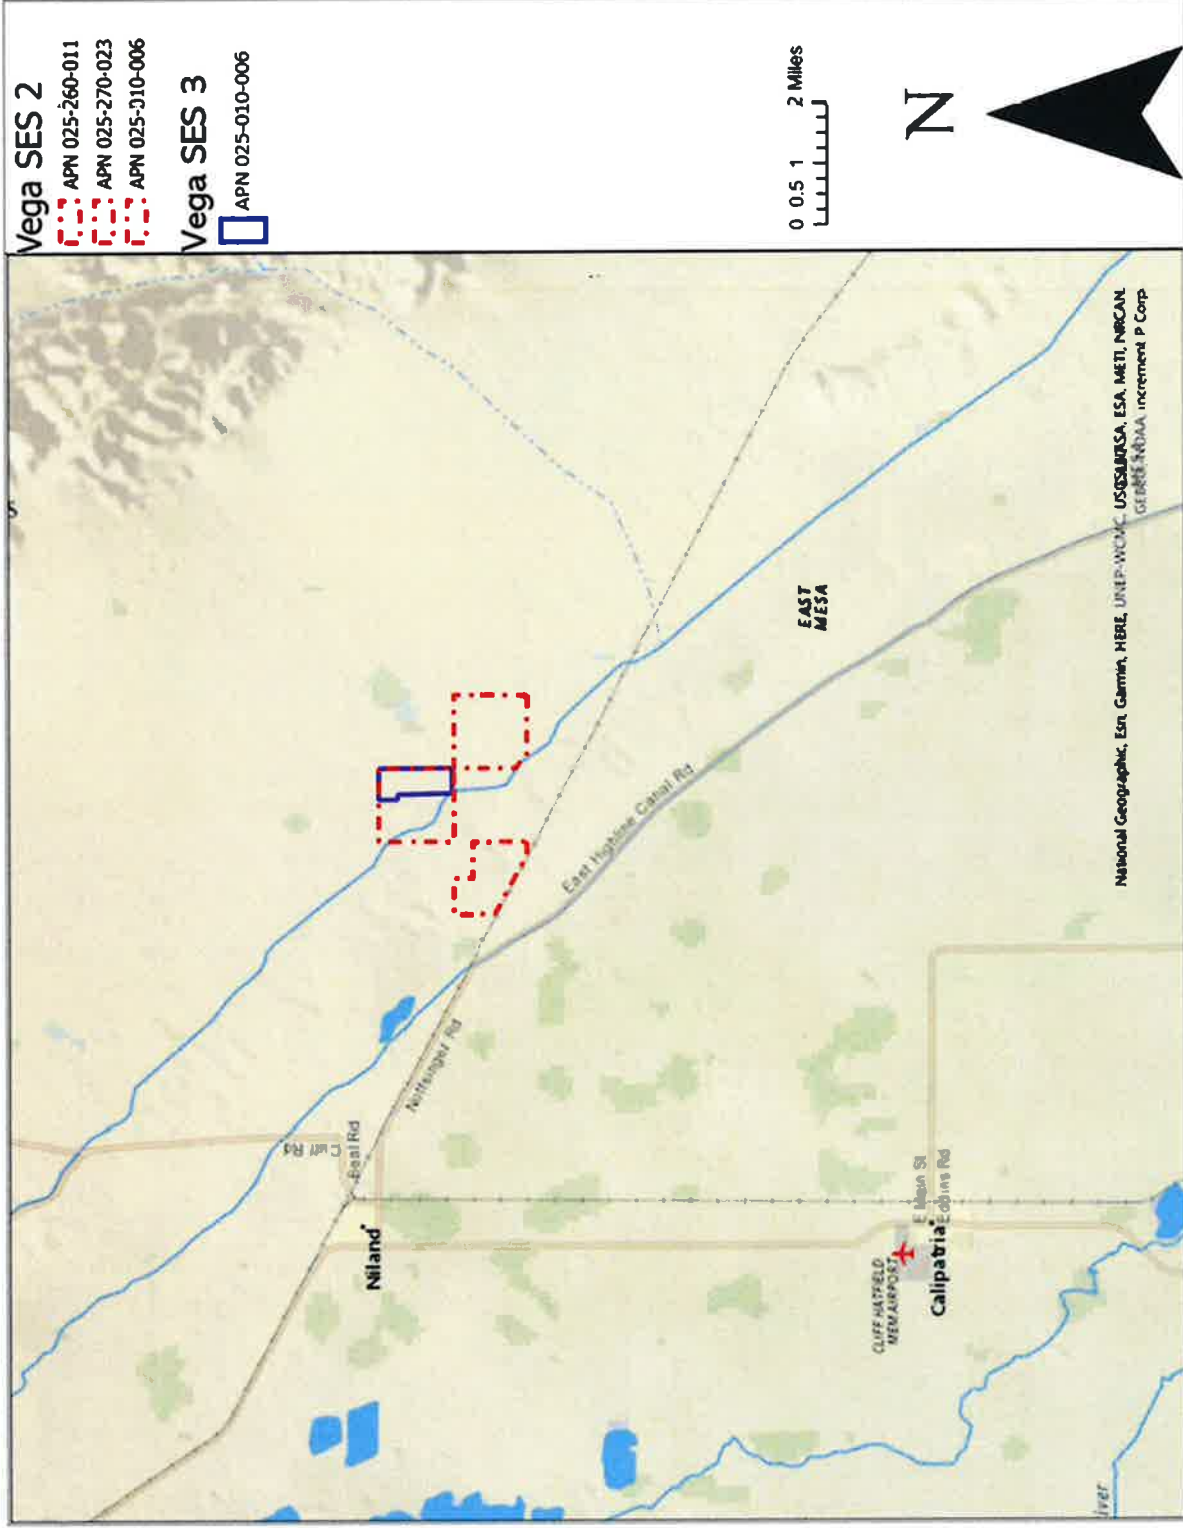 Vega SES 2
APN 025-260-011
APN 025-270-023
APN 025-010-006
Vega SES 3
APN 025-010-006
0 0.5 1 2 Miles
N
S
Cuff Rd
Beal Rd
Noffsinger Rd
Niland
East Highline Canal Rd
EAST
MESA
CLIFF HATFIELD
MEM AIRPORT
E Main St
Eddins Rd
Calipatria
iver
National Geographic, Esri, Garmin, HERE, UNEP-WCMC, USGS, NASA, ESA, METI, NRCAN,
GEBCO, NOAA, increment P Corp.